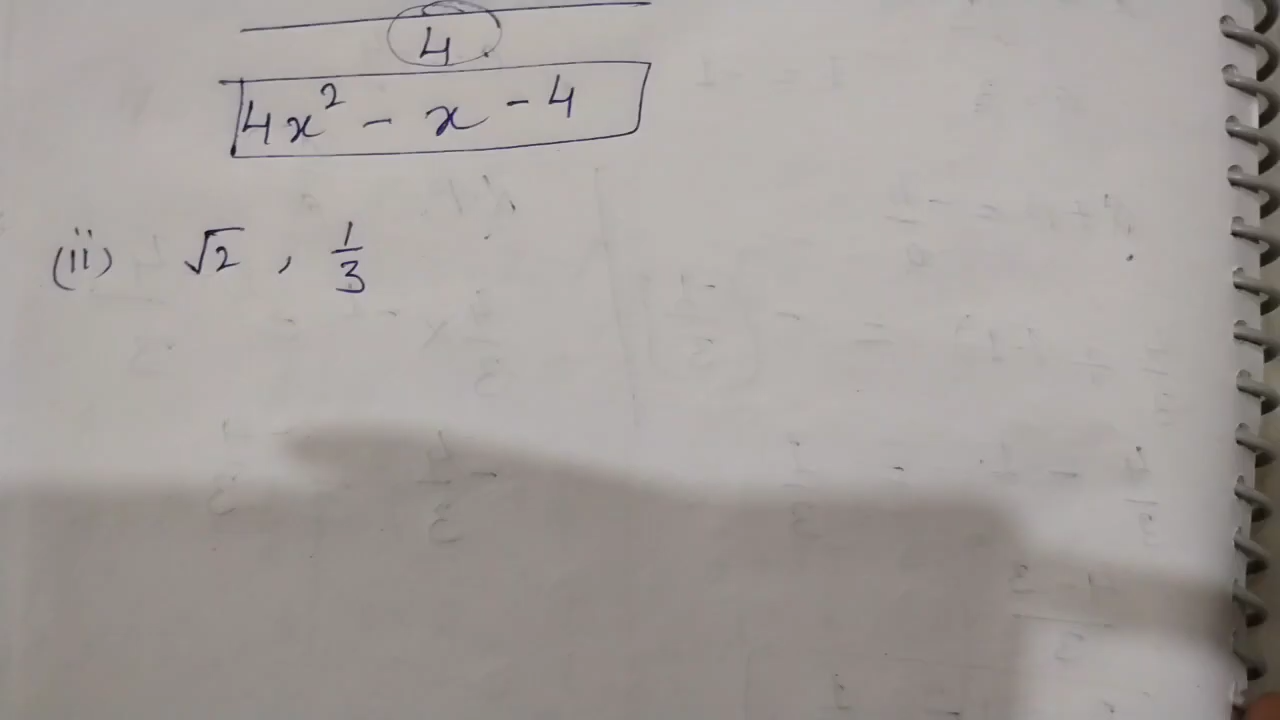 4
4x² - x - 4
(ii) √2 , 1/3